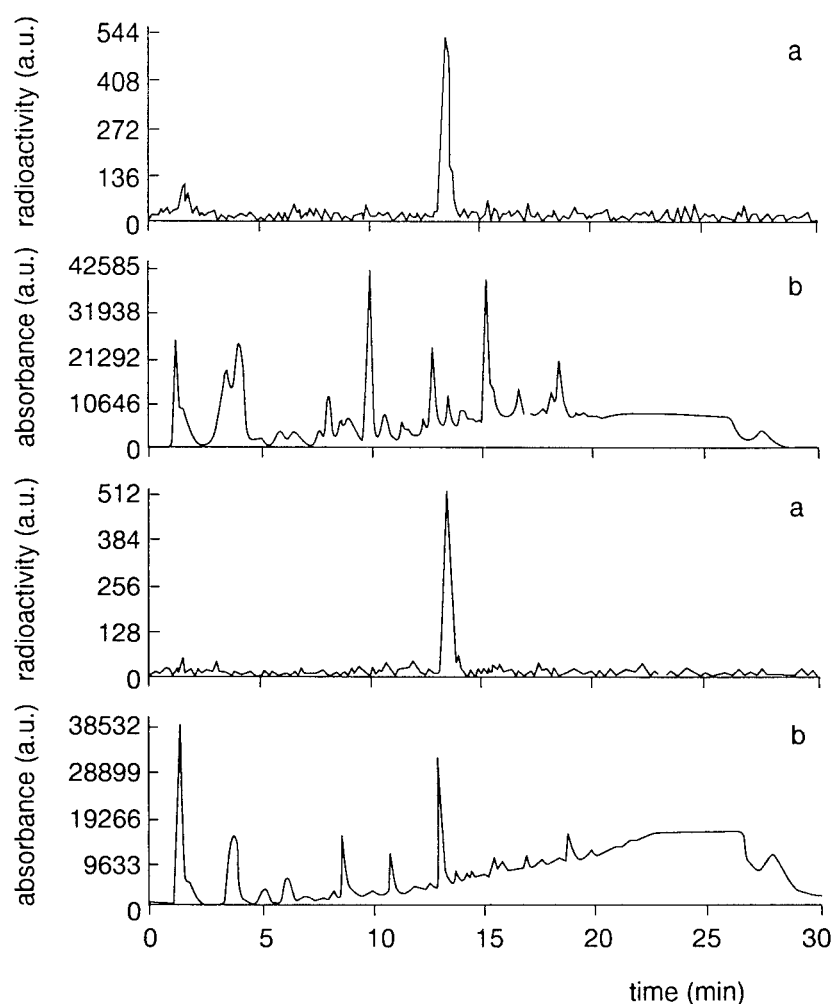 radioactivity (a.u.)
544
408
272
136
0
a
absorbance (a.u.)
42585
31938
21292
10646
0
b
radioactivity (a.u.)
512
384
256
128
0
a
absorbance (a.u.)
38532
28899
19266
9633
0
b
0 5 10 15 20 25 30
time (min)